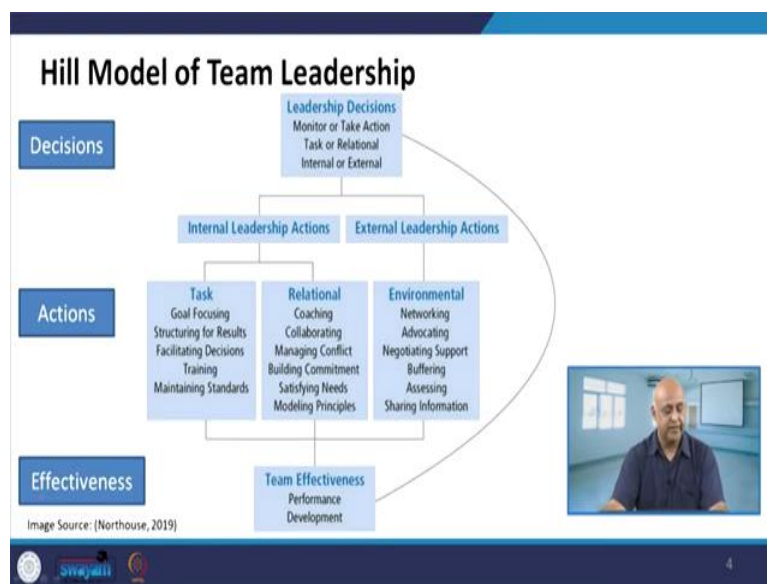 Hill Model of Team Leadership
Decisions
Leadership Decisions
Monitor or Take Action
Task or Relational
Internal or External
Internal Leadership Actions
External Leadership Actions
Actions
Task
Goal Focusing
Structuring for Results
Facilitating Decisions
Training
Maintaining Standards
Relational
Coaching
Collaborating
Managing Conflict
Building Commitment
Satisfying Needs
Modeling Principles
Environmental
Networking
Advocating
Negotiating Support
Buffering
Assessing
Sharing Information
Effectiveness
Team Effectiveness
Performance
Development
Image Source: (Northouse, 2019)
swayam
4